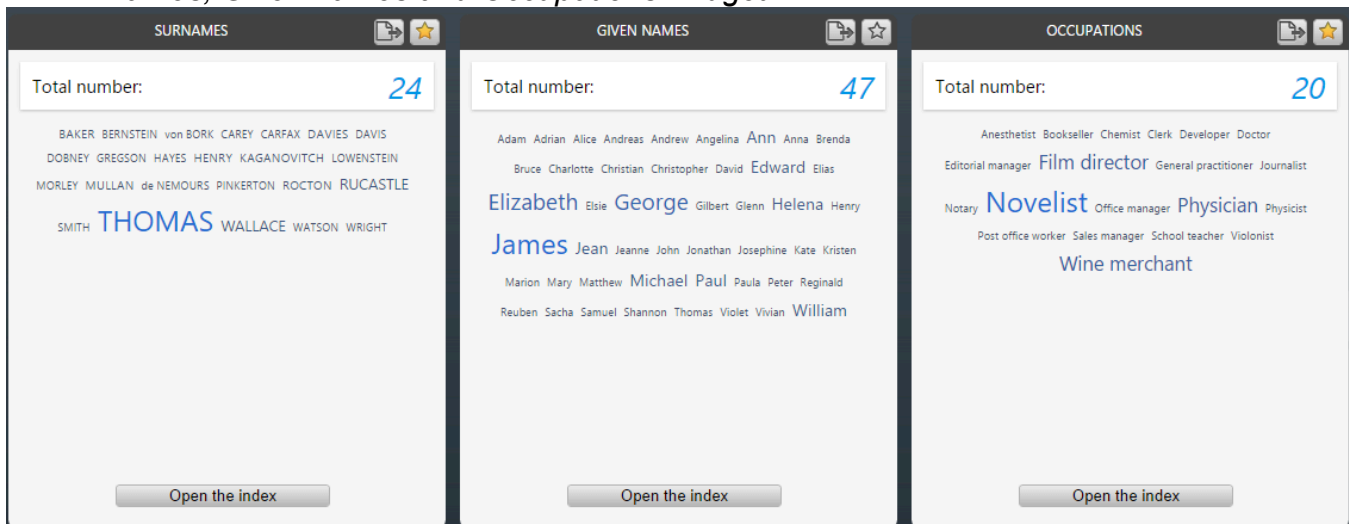 SURNAMES
Total number: 24
BAKER BERNSTEIN von BORK CAREY CARFAX DAVIES DAVIS
DOBNEY GREGSON HAYES HENRY KAGANOVITCH LOWENSTEIN
MORLEY MULLAN de NEMOURS PINKERTON ROCTON RUCASTLE
SMITH THOMAS WALLACE WATSON WRIGHT
Open the index
GIVEN NAMES
Total number: 47
Adam Adrian Alice Andreas Andrew Angelina Ann Anna Brenda
Bruce Charlotte Christian Christopher David Edward Elias
Elizabeth Elsie George Gilbert Glenn Helena Henry
James Jean Jeanne John Jonathan Josephine Kate Kristen
Marion Mary Matthew Michael Paul Paula Peter Reginald
Reuben Sacha Samuel Shannon Thomas Violet Vivian William
Open the index
OCCUPATIONS
Total number: 20
Anesthetist Bookseller Chemist Clerk Developer Doctor
Editorial manager Film director General practitioner Journalist
Notary Novelist Office manager Physician Physicist
Post office worker Sales manager School teacher Violonist
Wine merchant
Open the index